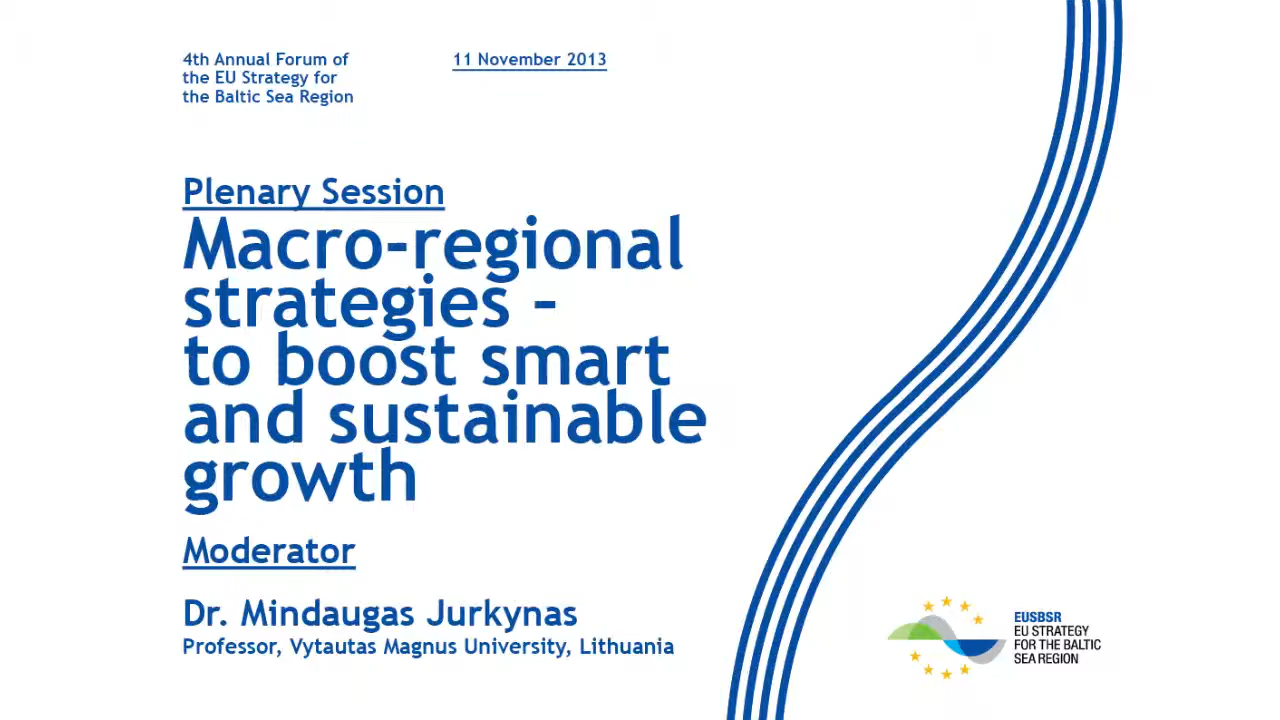 4th Annual Forum of
the EU Strategy for
the Baltic Sea Region
11 November 2013
Plenary Session
Macro-regional
strategies –
to boost smart
and sustainable
growth
Moderator
Dr. Mindaugas Jurkynas
Professor, Vytautas Magnus University, Lithuania
EUSBSR
EU STRATEGY
FOR THE BALTIC
SEA REGION